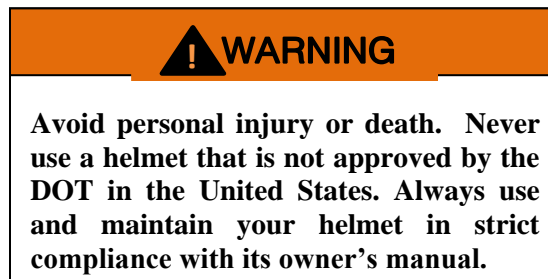 WARNING
Avoid personal injury or death. Never
use a helmet that is not approved by the
DOT in the United States. Always use
and maintain your helmet in strict
compliance with its owner’s manual.